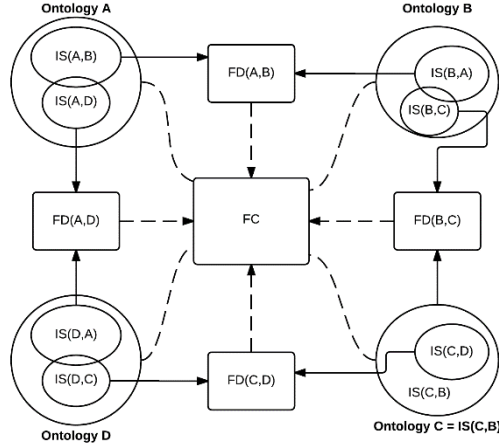 Ontology A
Ontology B
IS(A,B)
IS(A,D)
FD(A,B)
IS(B,A)
IS(B,C)
FD(A,D)
FC
FD(B,C)
IS(D,A)
IS(D,C)
FD(C,D)
IS(C,D)
IS(C,B)
Ontology D
Ontology C = IS(C,B)